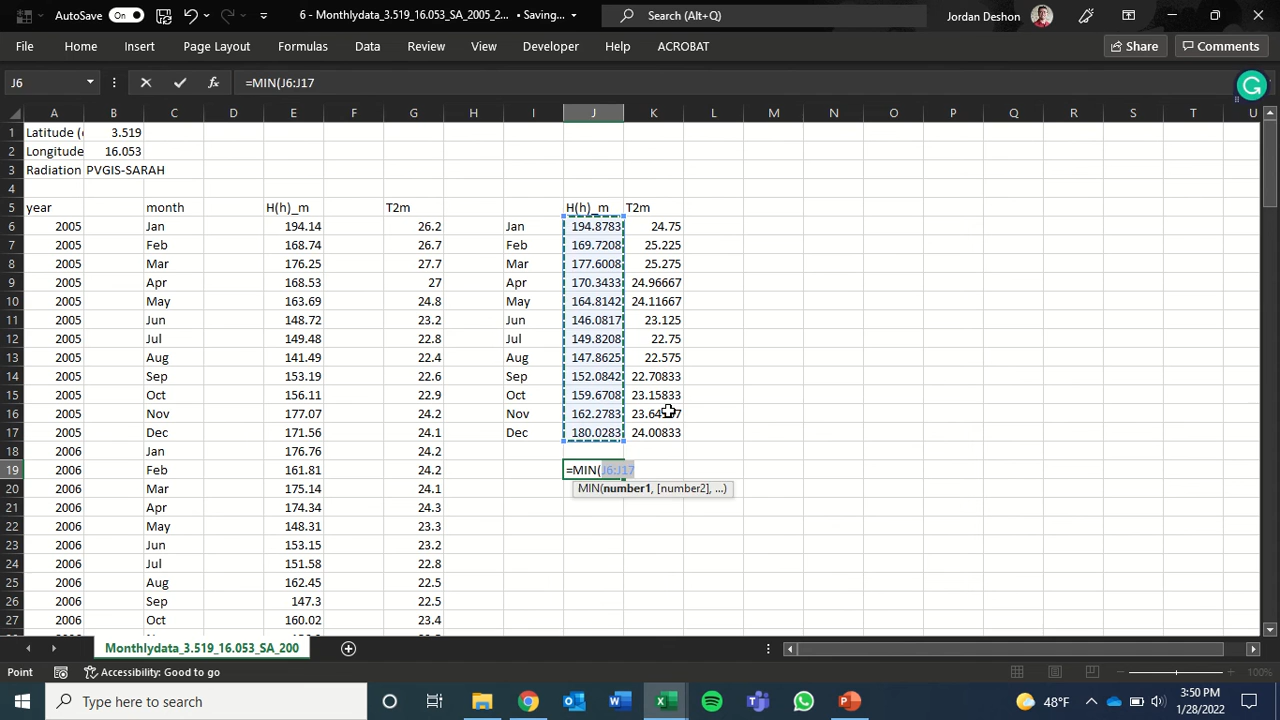 AutoSave On 6 - Monthlydata_3.519_16.053_SA_2005_2... • Saving... Search (Alt+Q) Jordan Deshon
File Home Insert Page Layout Formulas Data Review View Developer Help ACROBAT Share Comments
J6 fx =MIN(J6:J17
A B C D E F G H I J K L M N O P Q R S T U
1 Latitude (c 3.519
2 Longitude 16.053
3 Radiation PVGIS-SARAH
4
5 year month H(h)_m T2m H(h)_m T2m
6 2005 Jan 194.14 26.2 Jan 194.8783 24.75
7 2005 Feb 168.74 26.7 Feb 169.7208 25.225
8 2005 Mar 176.25 27.7 Mar 177.6008 25.275
9 2005 Apr 168.53 27 Apr 170.3433 24.96667
10 2005 May 163.69 24.8 May 164.8142 24.11667
11 2005 Jun 148.72 23.2 Jun 146.0817 23.125
12 2005 Jul 149.48 22.8 Jul 149.8208 22.75
13 2005 Aug 141.49 22.4 Aug 147.8625 22.575
14 2005 Sep 153.19 22.6 Sep 152.0842 22.70833
15 2005 Oct 156.11 22.9 Oct 159.6708 23.15833
16 2005 Nov 177.07 24.2 Nov 162.2783
17 2005 Dec 171.56 24.1 Dec 180.0283 24.00833
18 2006 Jan 176.76 24.2
19 2006 Feb 161.81 24.2 =MIN(J6:J17
20 2006 Mar 175.14 24.1 MIN(number1, [number2], ...)
21 2006 Apr 174.34 24.3
22 2006 May 148.31 23.3
23 2006 Jun 153.15 23.2
24 2006 Jul 151.58 22.8
25 2006 Aug 162.45 22.5
26 2006 Sep 147.3 22.5
27 2006 Oct 160.02 23.4
Monthlydata_3.519_16.053_SA_200
Point Accessibility: Good to go 100%
Type here to search 48°F 3:50 PM
1/28/2022